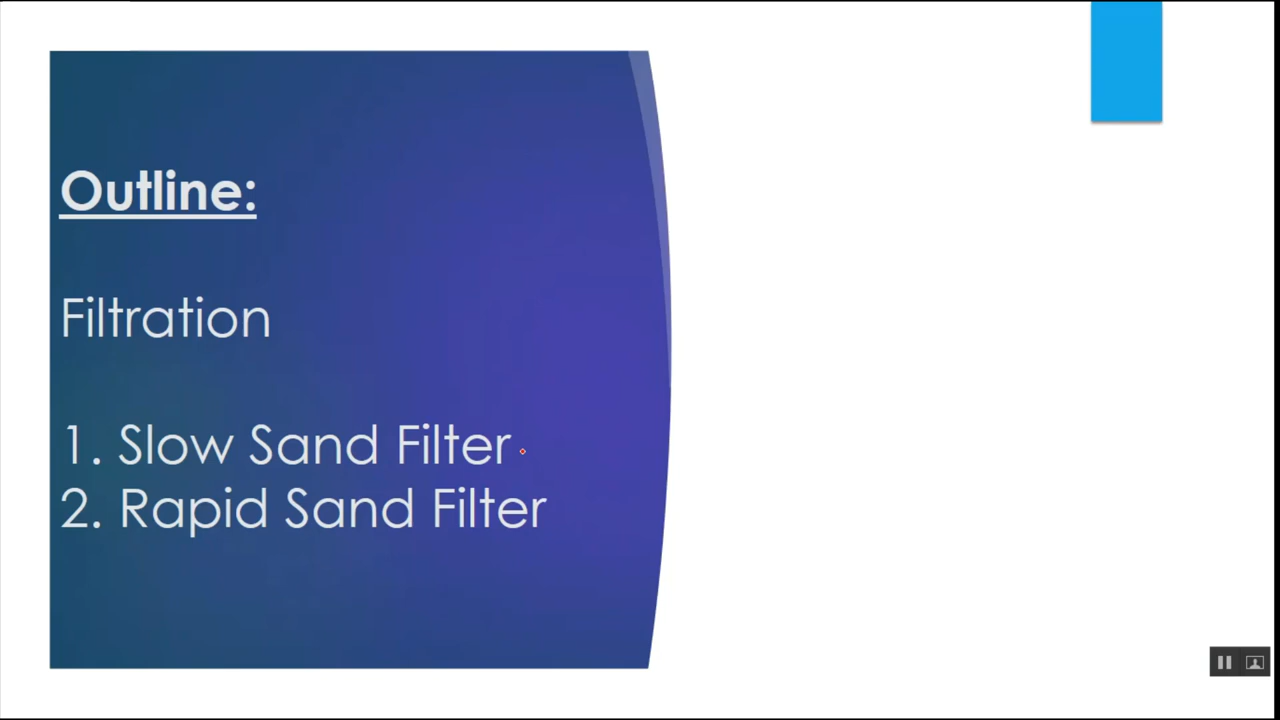 Outline:
Filtration
1. Slow Sand Filter
2. Rapid Sand Filter